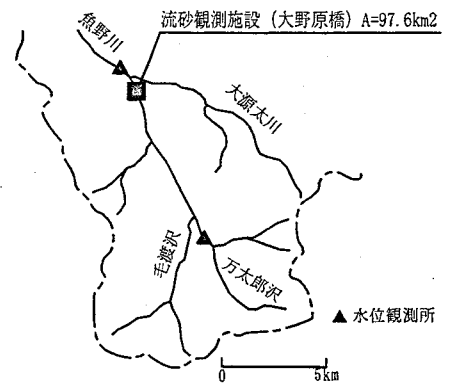 流砂観測施設 (大野原橋) A=97.6km2
魚野川
大源太川
毛渡沢
万太郎沢
▲ 水位観測所
0 5km